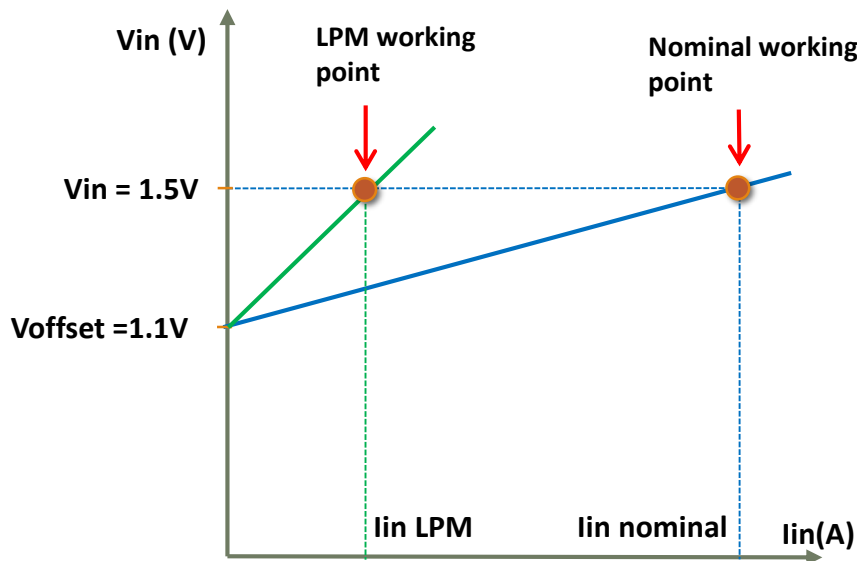 Vin (V)
LPM working
point
Nominal working
point
Vin = 1.5V
Voffset =1.1V
Iin LPM
Iin nominal
Iin(A)